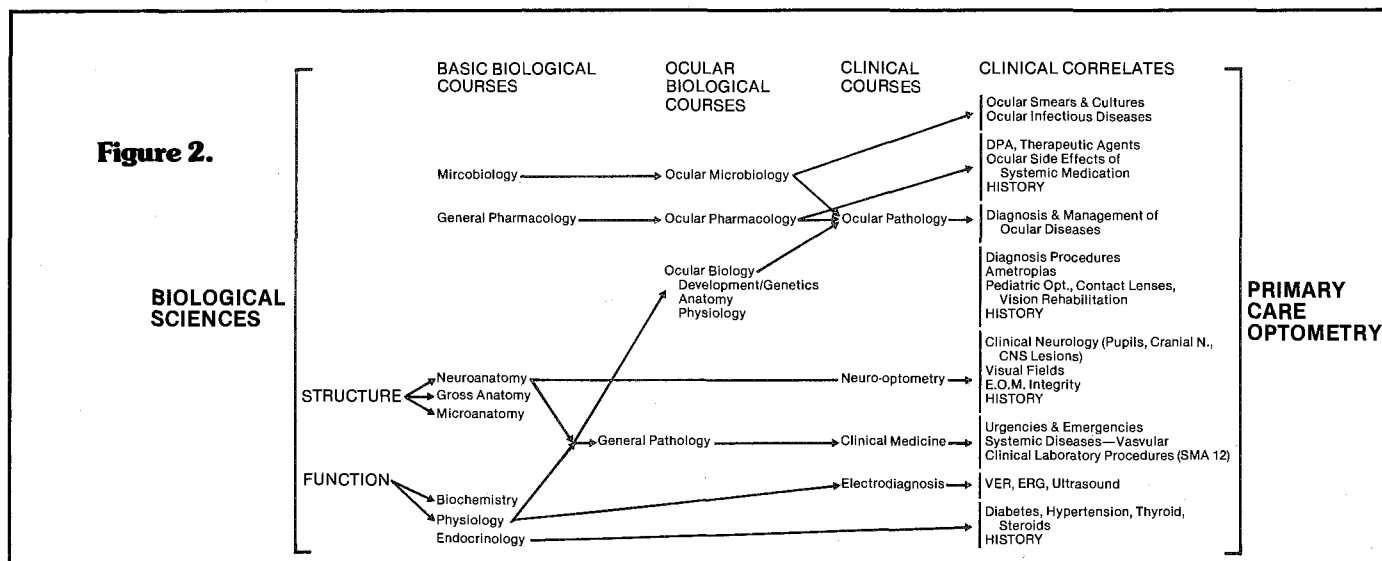 Figure 2.
BIOLOGICAL
SCIENCES
STRUCTURE
FUNCTION
BASIC BIOLOGICAL
COURSES
Mircobiology
General Pharmacology
Neuroanatomy
Gross Anatomy
Microanatomy
Biochemistry
Physiology
Endocrinology
OCULAR
BIOLOGICAL
COURSES
Ocular Microbiology
Ocular Pharmacology
Ocular Biology
Development/Genetics
Anatomy
Physiology
General Pathology
CLINICAL
COURSES
Ocular Pathology
Neuro-optometry
Clinical Medicine
Electrodiagnosis
CLINICAL CORRELATES
Ocular Smears & Cultures
Ocular Infectious Diseases
DPA, Therapeutic Agents
Ocular Side Effects of
Systemic Medication
HISTORY
Diagnosis & Management of
Ocular Diseases
Diagnosis Procedures
Ametropias
Pediatric Opt., Contact Lenses,
Vision Rehabilitation
HISTORY
Clinical Neurology (Pupils, Cranial N.,
CNS Lesions)
Visual Fields
E.O.M. Integrity
HISTORY
Urgencies & Emergencies
Systemic Diseases—Vasvular
Clinical Laboratory Procedures (SMA 12)
VER, ERG, Ultrasound
Diabetes, Hypertension, Thyroid,
Steroids
HISTORY
PRIMARY
CARE
OPTOMETRY